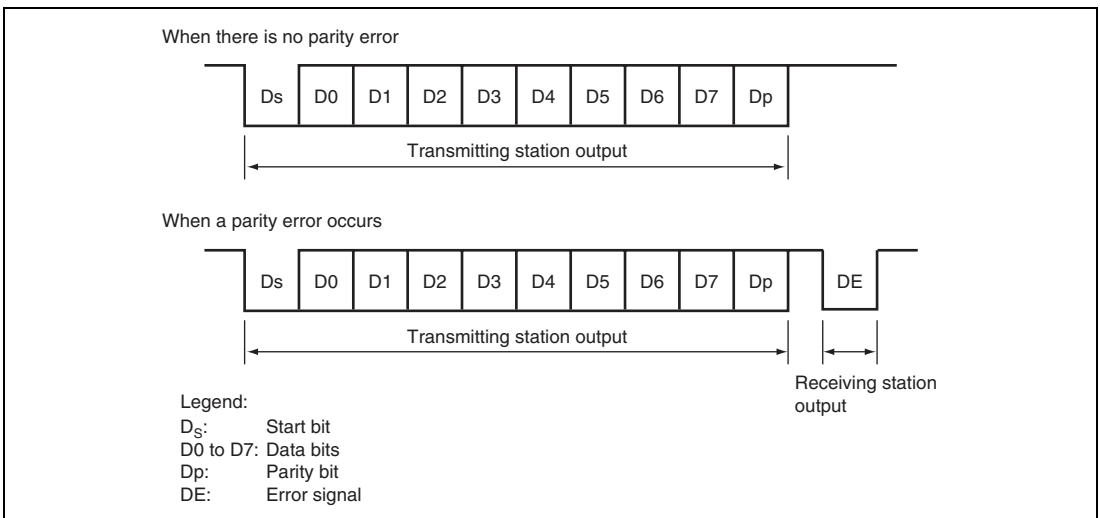 When there is no parity error
Ds D0 D1 D2 D3 D4 D5 D6 D7 Dp
Transmitting station output
When a parity error occurs
Ds D0 D1 D2 D3 D4 D5 D6 D7 Dp DE
Transmitting station output
Receiving station
output
Legend:
DS: Start bit
D0 to D7: Data bits
Dp: Parity bit
DE: Error signal